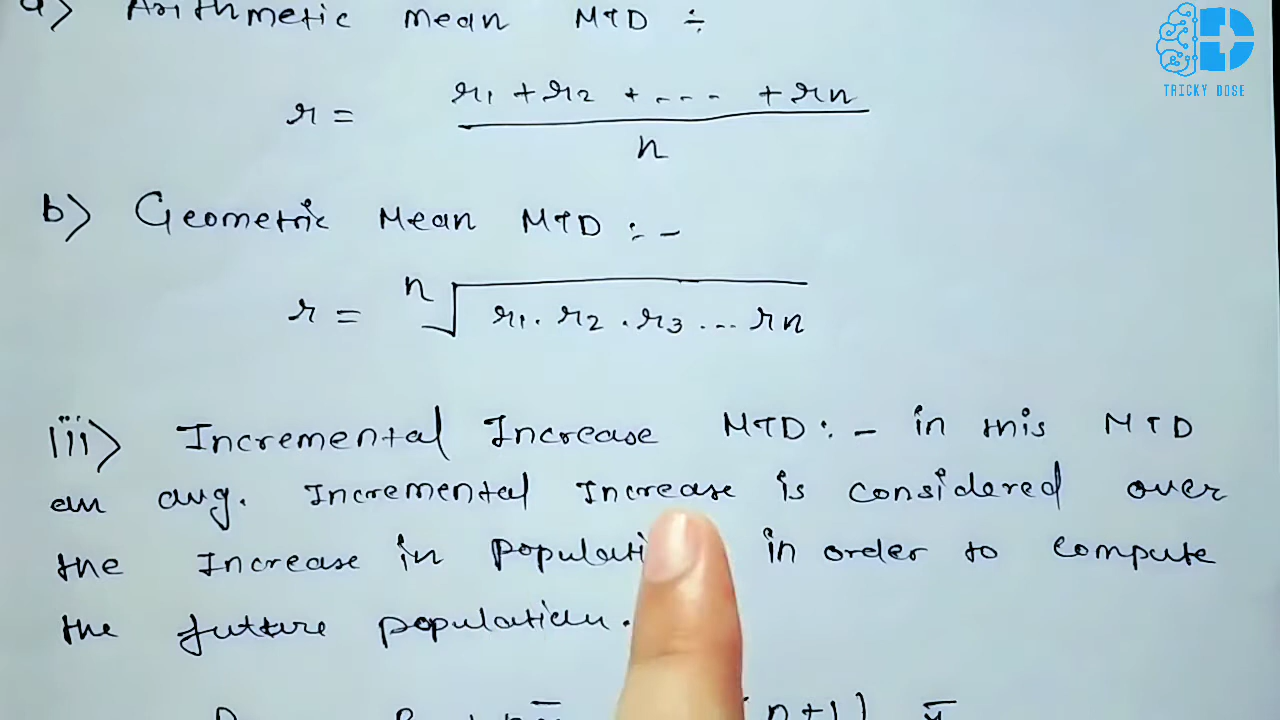 a) Arithmetic mean MTD ÷
TRICKY DOSE
r = r1 + r2 + --- + rn
n
b) Geometric Mean MTD :-
r = n√ r1 . r2 . r3 ... rn
iii) Incremental Increase MTD :- in this MTD
an avg. Incremental Increase is considered over
the Increase in in order to compute
the future population.
(n+1)